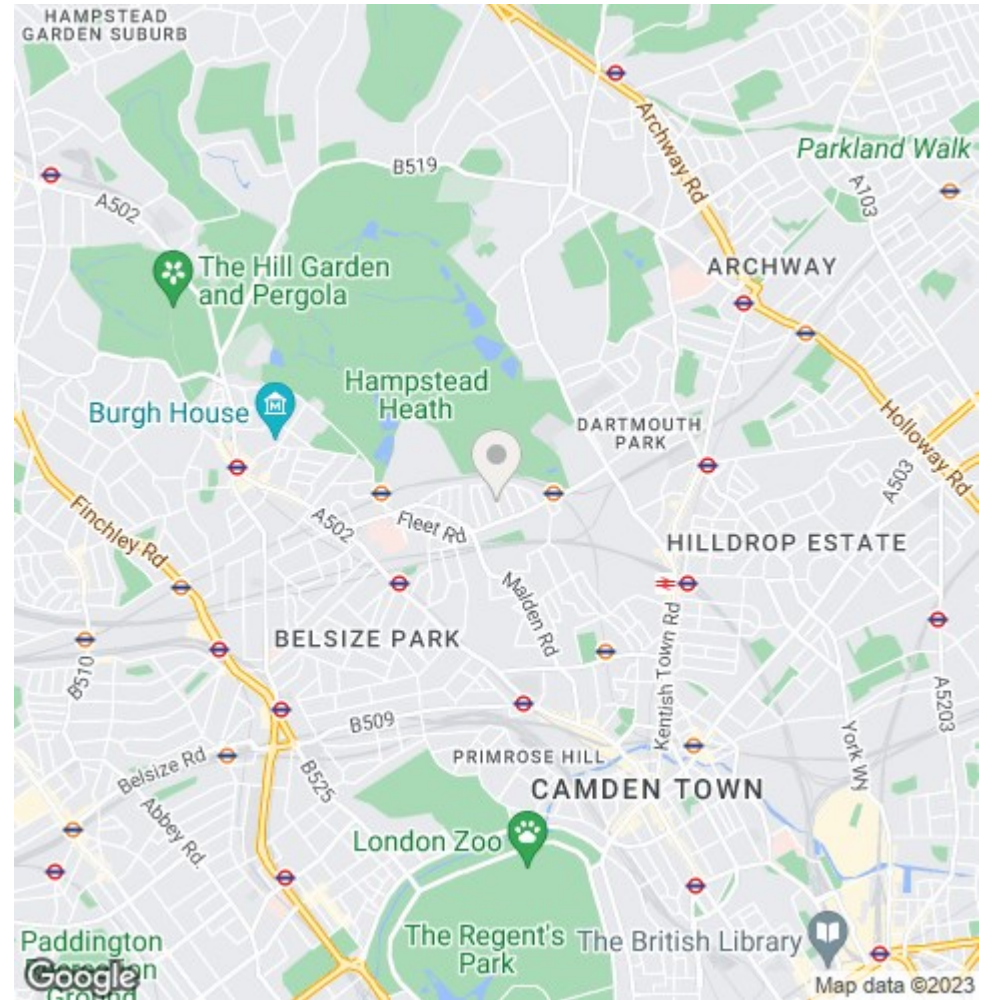 HAMPSTEAD
GARDEN SUBURB
Archway Rd
Parkland Walk
B519
A103
A502
The Hill Garden
and Pergola
ARCHWAY
Hampstead
Heath
Burgh House
M
DARTMOUTH
PARK
Holloway Rd
A503
Finchley Rd
A502
Fleet Rd
HILLDROP ESTATE
Malden Rd
Kentish Town Rd
BELSIZE PARK
B510
A5203
B509
York WN
Belsize Rd
B525
PRIMROSE HILL
CAMDEN TOWN
Abbey Rd.
London Zoo
The Regent's
Park
The British Library
Paddington
Ground
Google
Map data ©2023